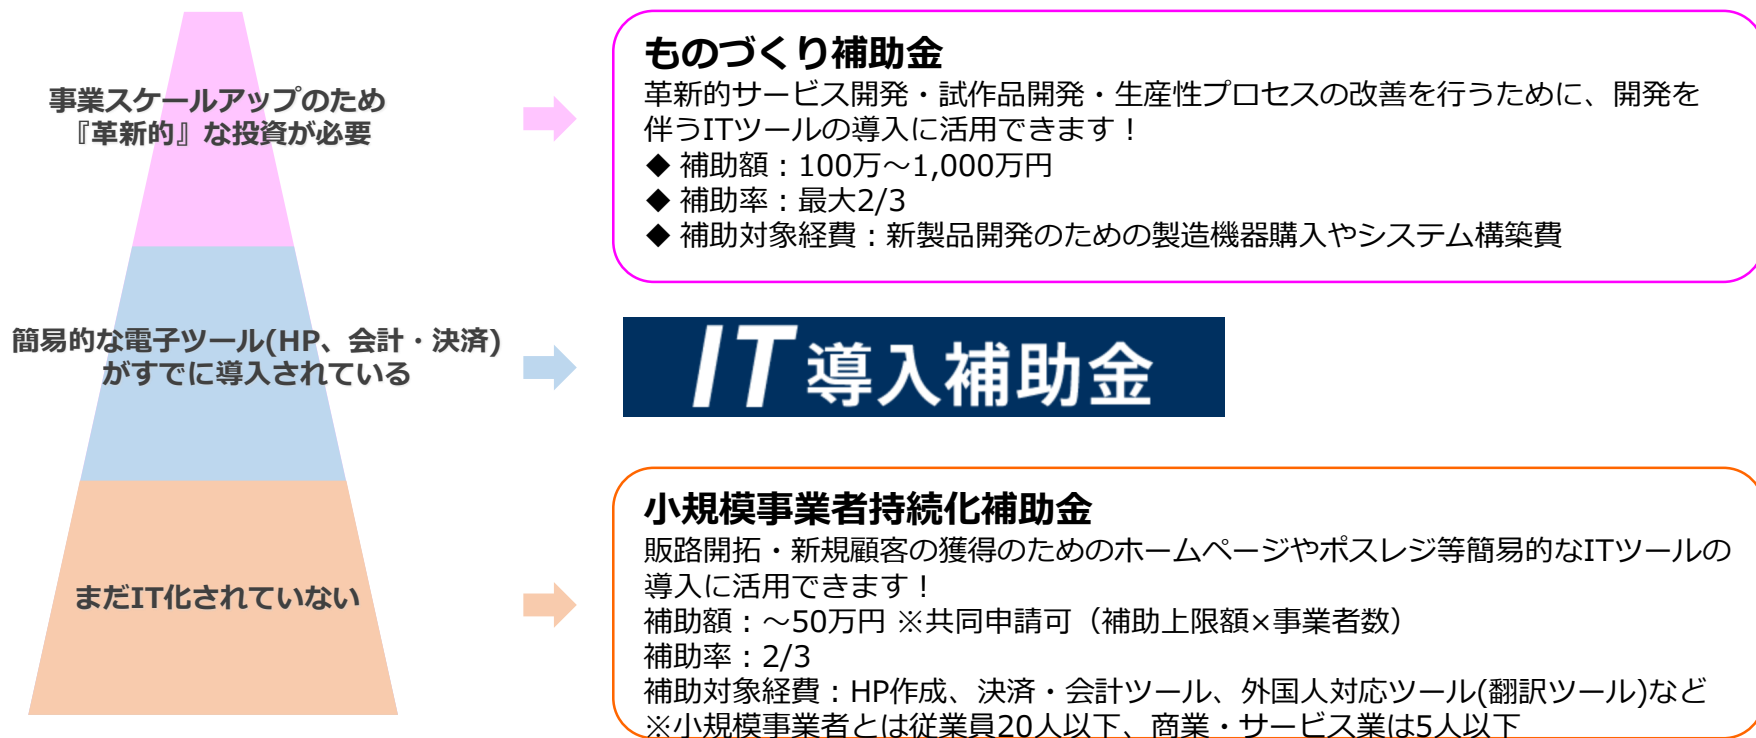 事業スケールアップのため
『革新的』な投資が必要
ものづくり補助金
革新的サービス開発・試作品開発・生産性プロセスの改善を行うために、開発を
伴うITツールの導入に活用できます！
◆ 補助額：100万～1,000万円
◆ 補助率：最大2/3
◆ 補助対象経費：新製品開発のための製造機器購入やシステム構築費
簡易的な電子ツール(HP、会計・決済)
がすでに導入されている
IT導入補助金
まだIT化されていない
小規模事業者持続化補助金
販路開拓・新規顧客の獲得のためのホームページやポスレジ等簡易的なITツールの
導入に活用できます！
補助額：～50万円 ※共同申請可（補助上限額×事業者数）
補助率：2/3
補助対象経費：HP作成、決済・会計ツール、外国人対応ツール(翻訳ツール)など
※小規模事業者とは従業員20人以下、商業・サービス業は5人以下